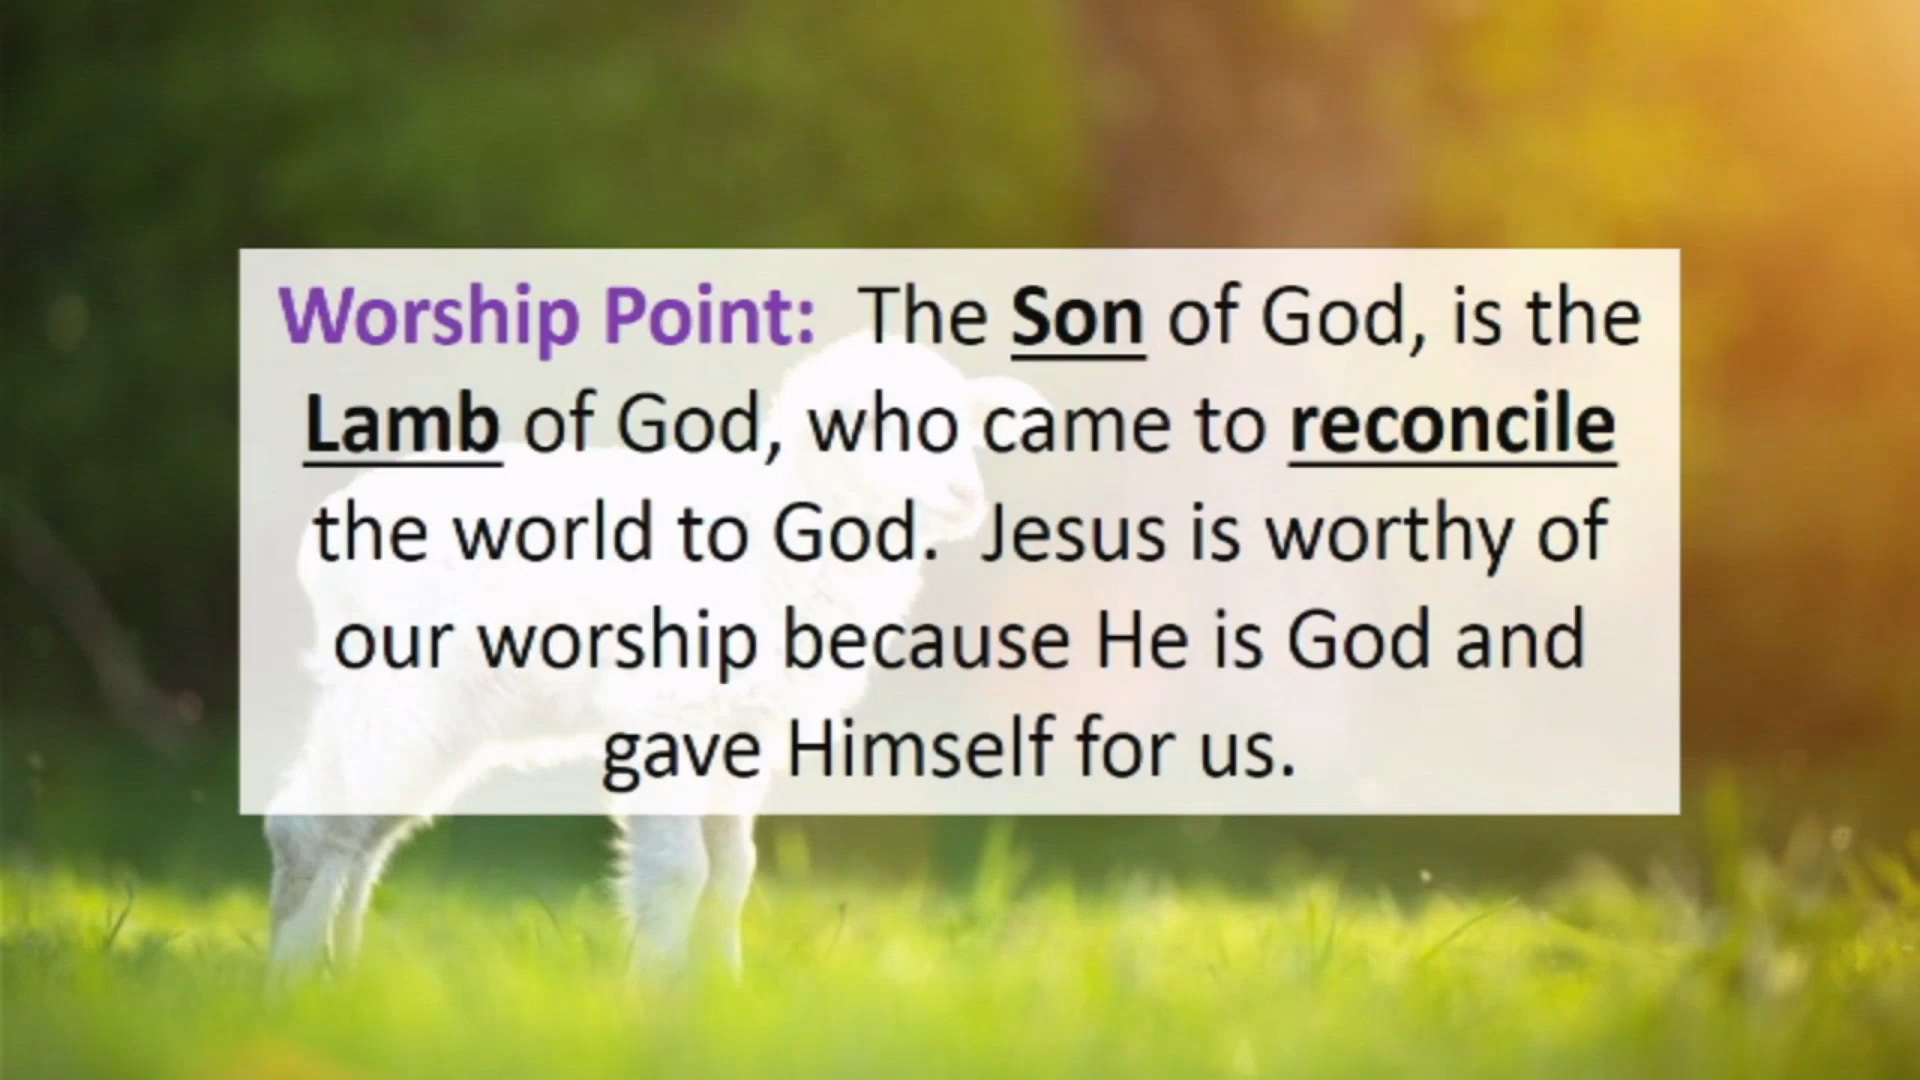 Worship Point:  The Son of God, is the
Lamb of God, who came to reconcile
the world to God.  Jesus is worthy of
our worship because He is God and
gave Himself for us.